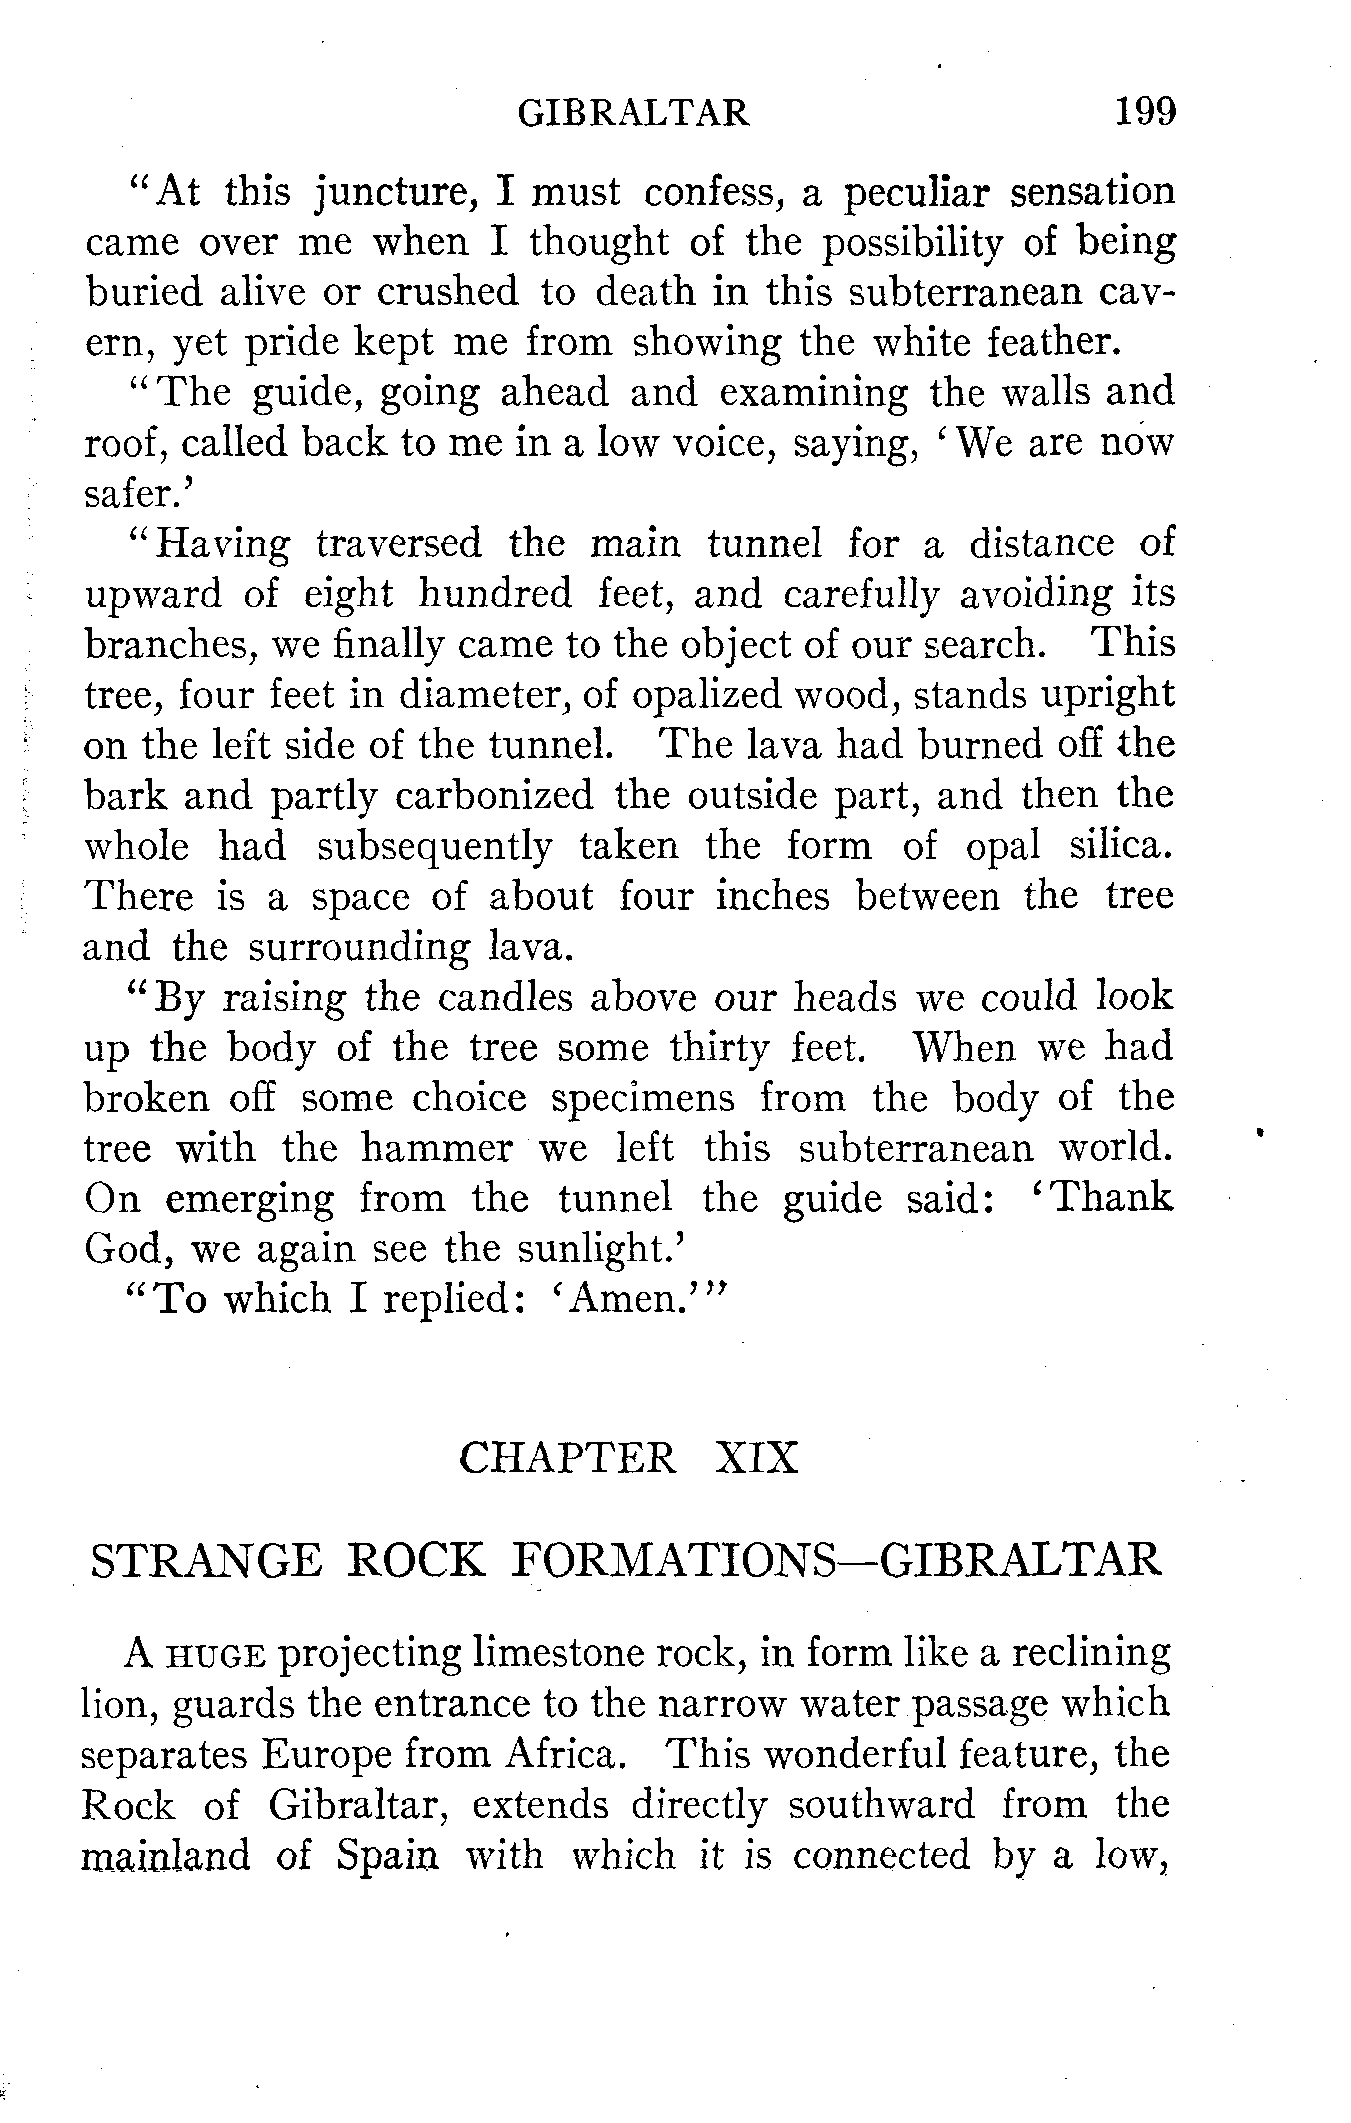 GIBRALTAR 199
"At this juncture, I must confess, a peculiar sensation
came over me when I thought of the possibility of being
buried alive or crushed to death in this subterranean cav-
ern, yet pride kept me from showing the white feather.
"The guide, going ahead and examining the walls and
roof, called back to me in a low voice, saying, 'We are now
safer.'
"Having traversed the main tunnel for a distance of
upward of eight hundred feet, and carefully avoiding its
branches, we finally came to the object of our search. This
tree, four feet in diameter, of opalized wood, stands upright
on the left side of the tunnel. The lava had burned off the
bark and partly carbonized the outside part, and then the
whole had subsequently taken the form of opal silica.
There is a space of about four inches between the tree
and the surrounding lava.
"By raising the candles above our heads we could look
up the body of the tree some thirty feet. When we had
broken off some choice specimens from the body of the
tree with the hammer we left this subterranean world.
On emerging from the tunnel the guide said: 'Thank
God, we again see the sunlight.'
"To which I replied: 'Amen.'"
CHAPTER XIX
STRANGE ROCK FORMATIONS—GIBRALTAR
A HUGE projecting limestone rock, in form like a reclining
lion, guards the entrance to the narrow water passage which
separates Europe from Africa. This wonderful feature, the
Rock of Gibraltar, extends directly southward from the
mainland of Spain with which it is connected by a low,